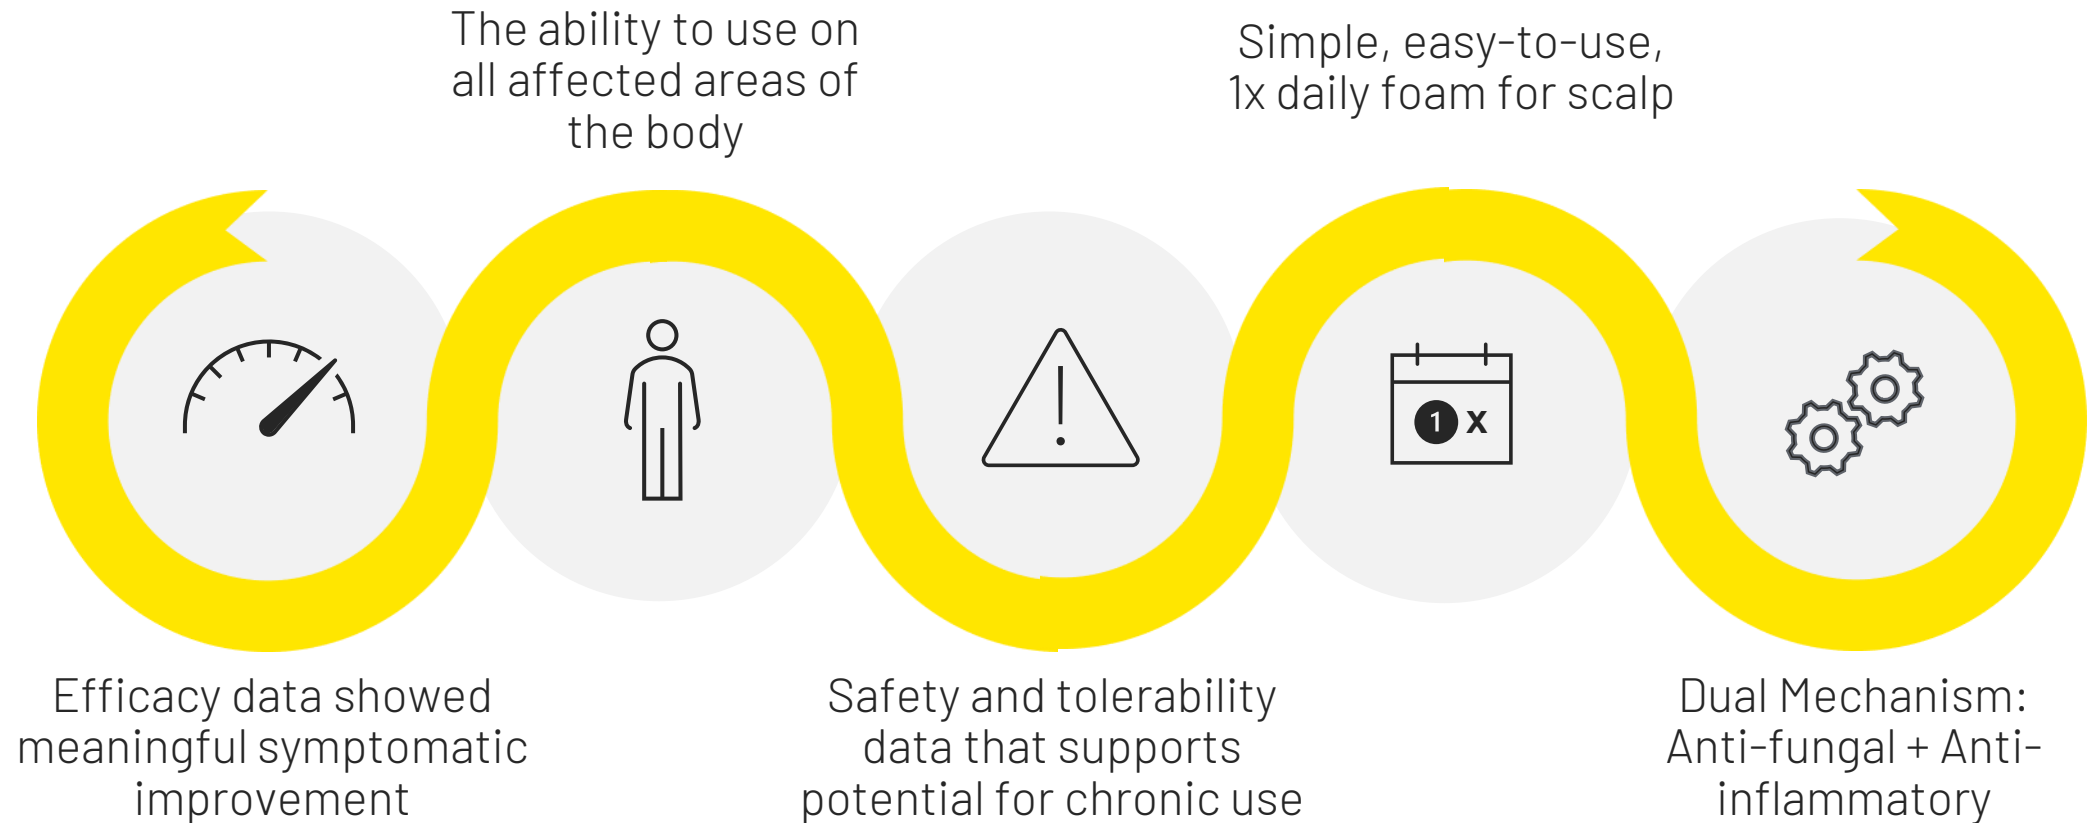 The ability to use on
all affected areas of
the body
Simple, easy-to-use,
1x daily foam for scalp
1 x
Efficacy data showed
meaningful symptomatic
improvement
Safety and tolerability
data that supports
potential for chronic use
Dual Mechanism:
Anti-fungal + Anti-
inflammatory